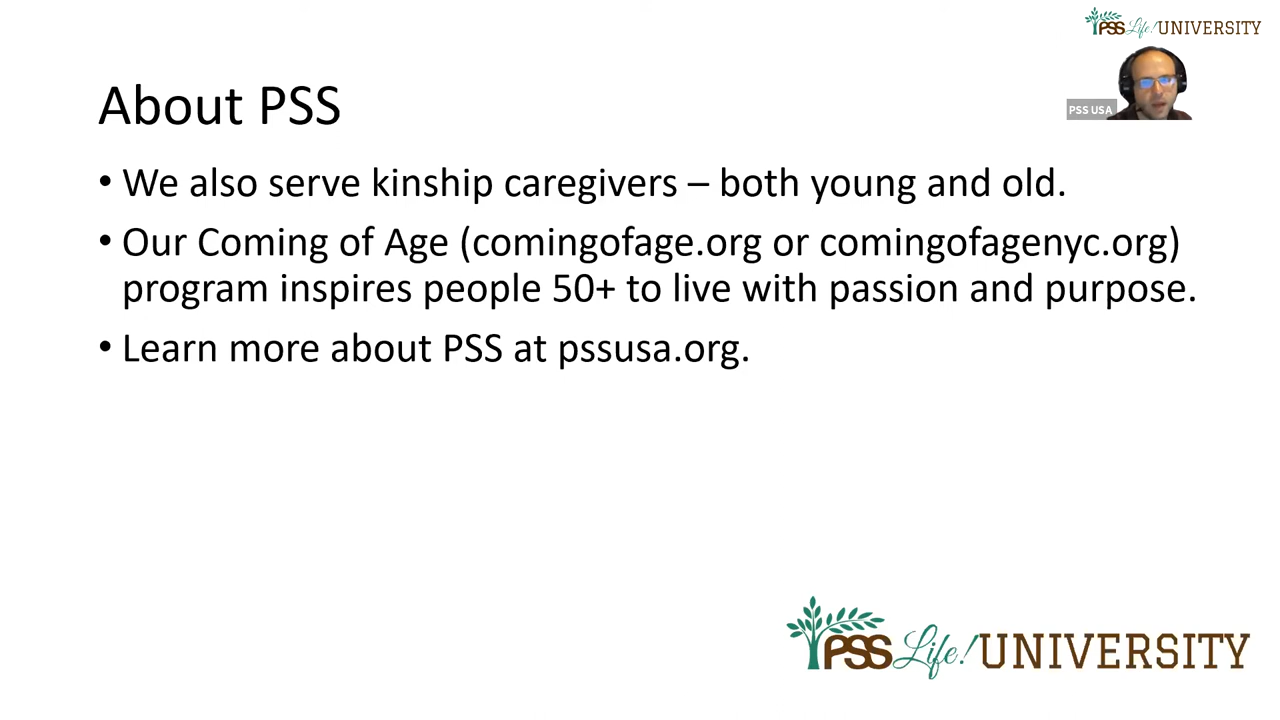 PSS Life! UNIVERSITY
PSS USA
About PSS
• We also serve kinship caregivers – both young and old.
• Our Coming of Age (comingofage.org or comingofagenyc.org)
program inspires people 50+ to live with passion and purpose.
• Learn more about PSS at pssusa.org.
PSS Life! UNIVERSITY